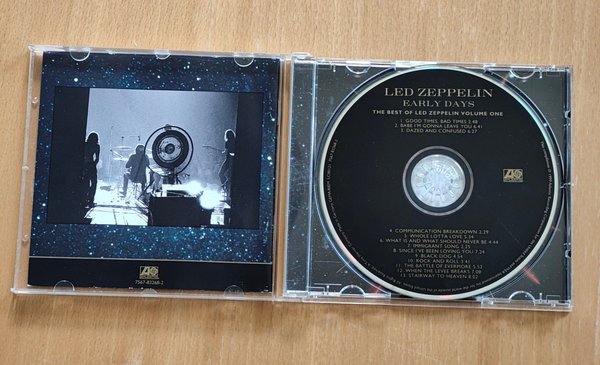 ATLANTIC
7567-83268-2
LED ZEPPELIN
EARLY DAYS
THE BEST OF LED ZEPPELIN VOLUME ONE
1. GOOD TIMES, BAD TIMES 2.48
2. BABE I'M GONNA LEAVE YOU 6.41
3. DAZED AND CONFUSED 6.27
4. COMMUNICATION BREAKDOWN 2.29
5. WHOLE LOTTA LOVE 5.34
6. WHAT IS AND WHAT SHOULD NEVER BE 4.44
7. IMMIGRANT SONG 2.25
8. SINCE I'VE BEEN LOVING YOU 7.24
9. BLACK DOG 4.54
10. ROCK AND ROLL 3.41
11. THE BATTLE OF EVERMORE 5.52
12. WHEN THE LEVEE BREAKS 7.08
13. STAIRWAY TO HEAVEN 8.02